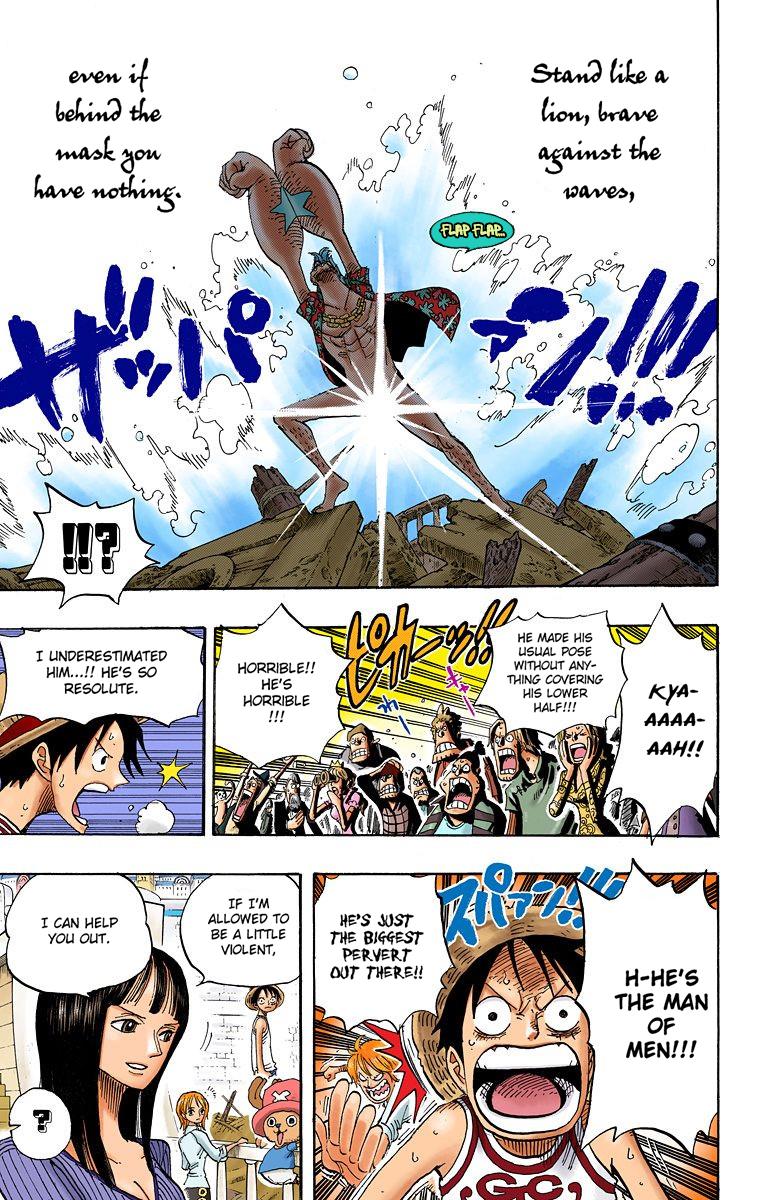 Stand like a
lion, brave
against the
waves,
even if
behind the
mask you
have nothing.
FLAP FLAP...
ザッパァン!!!
!!?
KYA-
AAAA-
AAH!!
HE MADE HIS
USUAL POSE
WITHOUT ANY-
THING COVERING
HIS LOWER
HALF!!!
HORRIBLE!!
HE'S
HORRIBLE
!!!
I UNDERESTIMATED
HIM...!! HE'S SO
RESOLUTE.
H-HE'S
THE MAN
OF
MEN!!!
スパァン!!!
HE'S JUST
THE BIGGEST
PERVERT
OUT THERE!!
GC
IF I'M
ALLOWED TO
BE A LITTLE
VIOLENT,
I CAN HELP
YOU OUT.
?